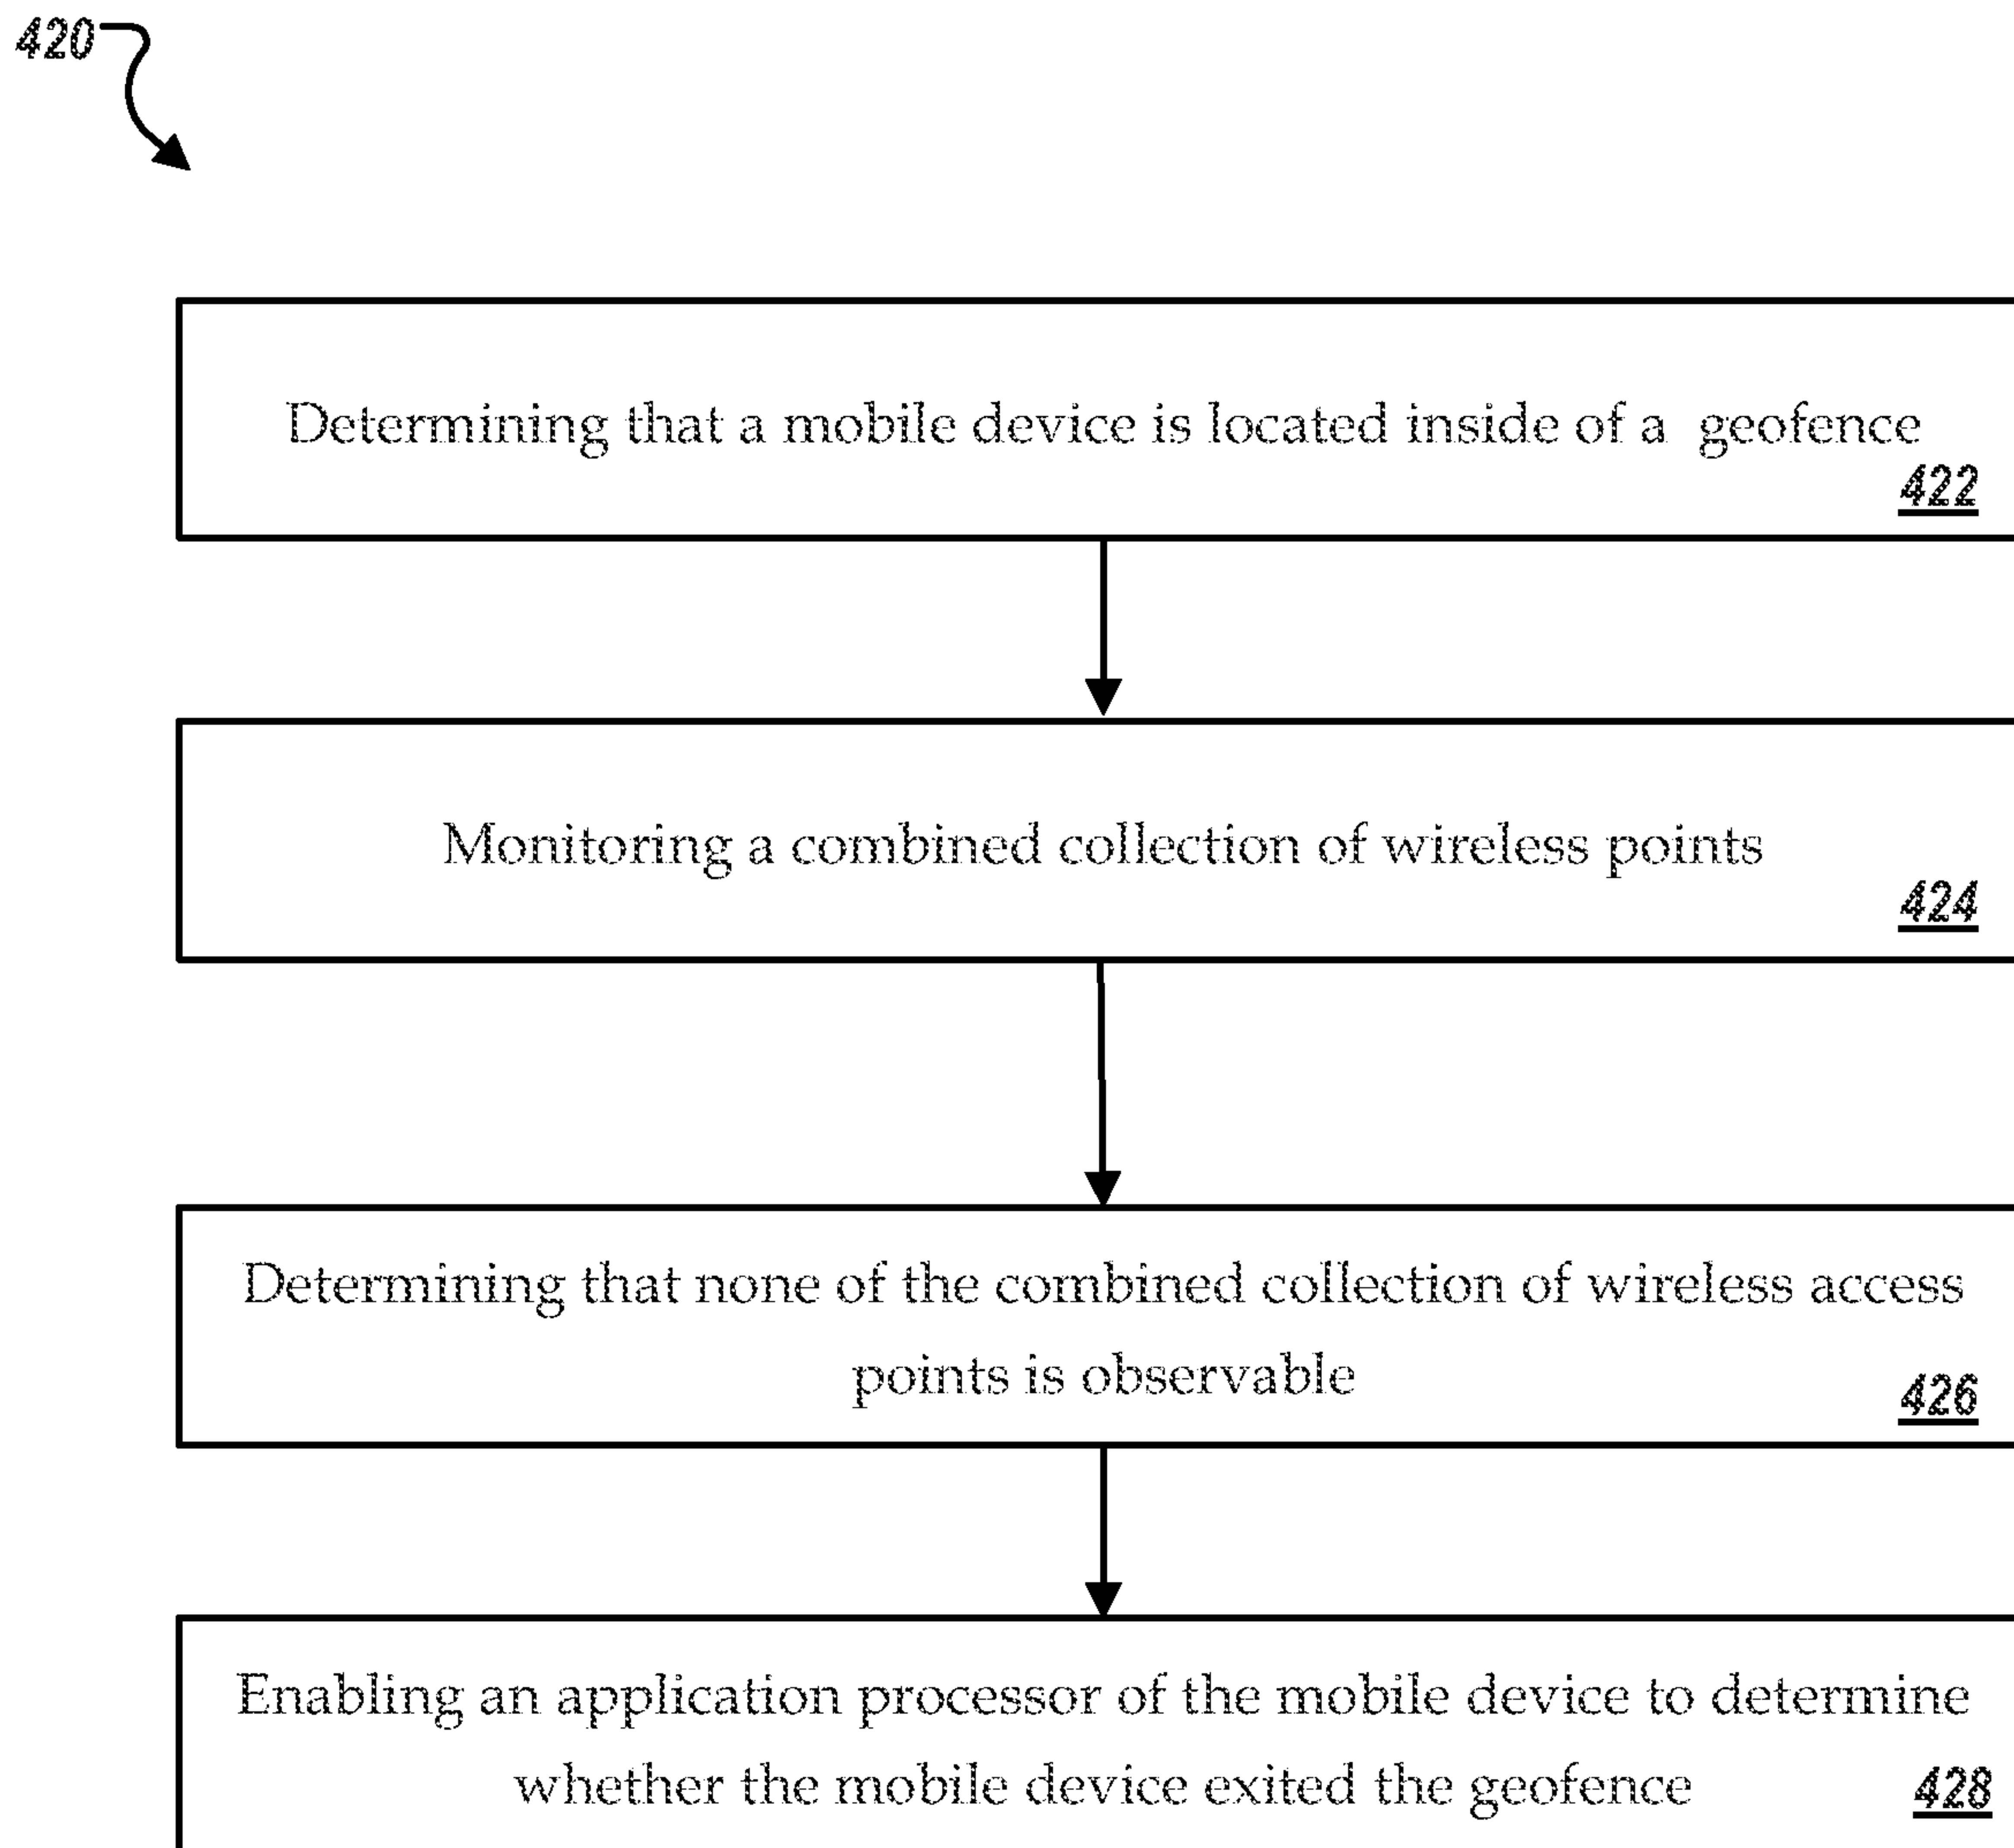 420
Determining that a mobile device is located inside of a geofence
422
Monitoring a combined collection of wireless points
424
Determining that none of the combined collection of wireless access
points is observable
426
Enabling an application processor of the mobile device to determine
whether the mobile device exited the geofence
428